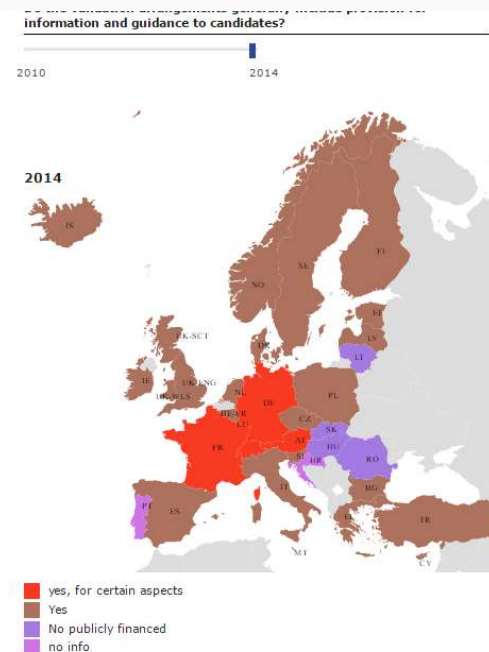 information and guidance to candidates?
2010
2014
2014
IS
NO
SE
FI
EE
LV
LI
DK
UK-SCT
IE
UK-ENG
UK-WLS
NL
BE-FR
LU
DE
PL
CZ
SK
AT
HU
RO
FR
SI
HR
IT
BG
PT
ES
EL
TR
MT
CY
yes, for certain aspects
Yes
No publicly financed
no info